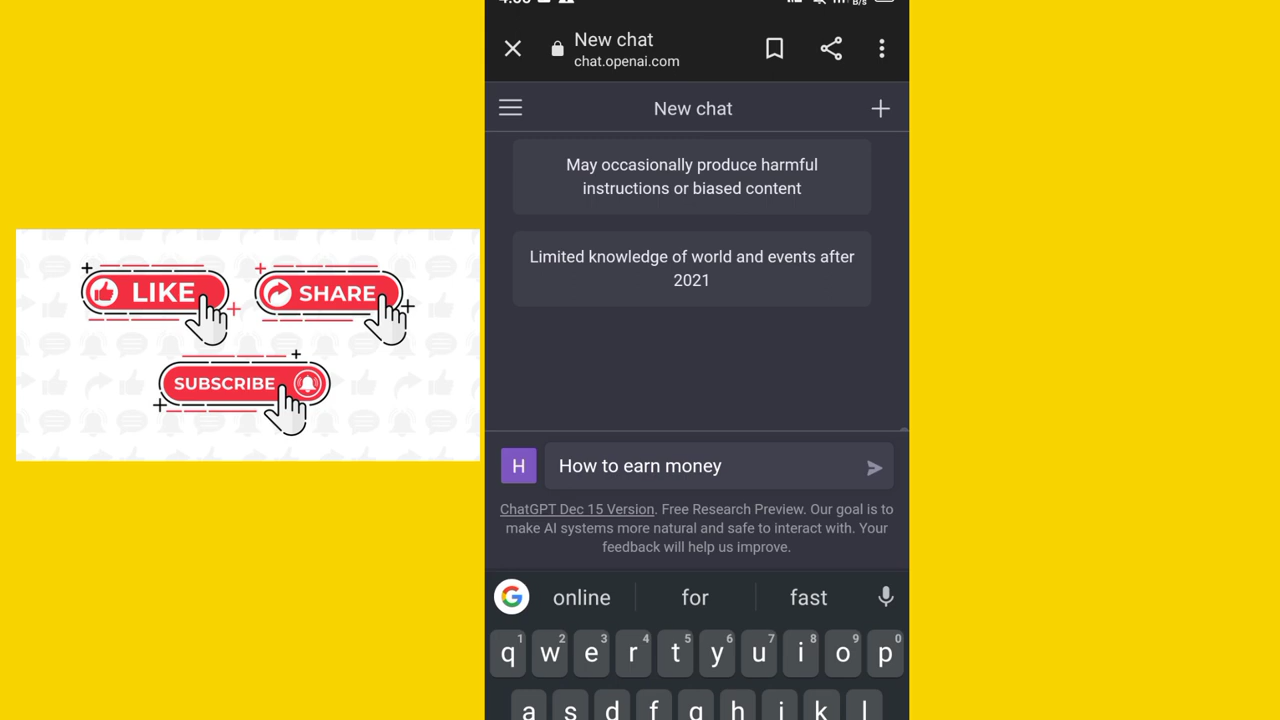 New chat
chat.openai.com
New chat
May occasionally produce harmful
instructions or biased content
Limited knowledge of world and events after
2021
LIKE
SHARE
SUBSCRIBE
H
How to earn money
ChatGPT Dec 15 Version. Free Research Preview. Our goal is to
make AI systems more natural and safe to interact with. Your
feedback will help us improve.
G
online for fast
1 2 3 4 5 6 7 8 9 0
q w e r t y u i o p
a s d f g h j k l